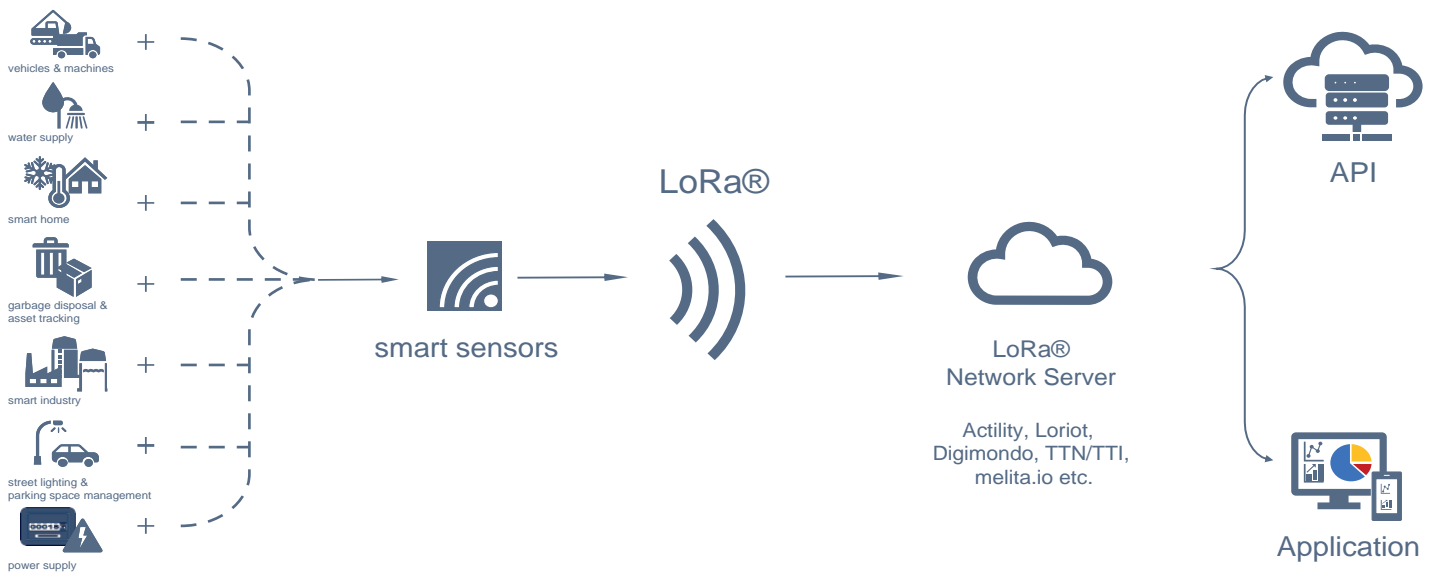 vehicles & machines
water supply
smart home
garbage disposal &
asset tracking
smart industry
street lighting &
parking space management
power supply
smart sensors
LoRa®
LoRa®
Network Server
Actility, Loriot,
Digimondo, TTN/TTI,
melita.io etc.
API
Application